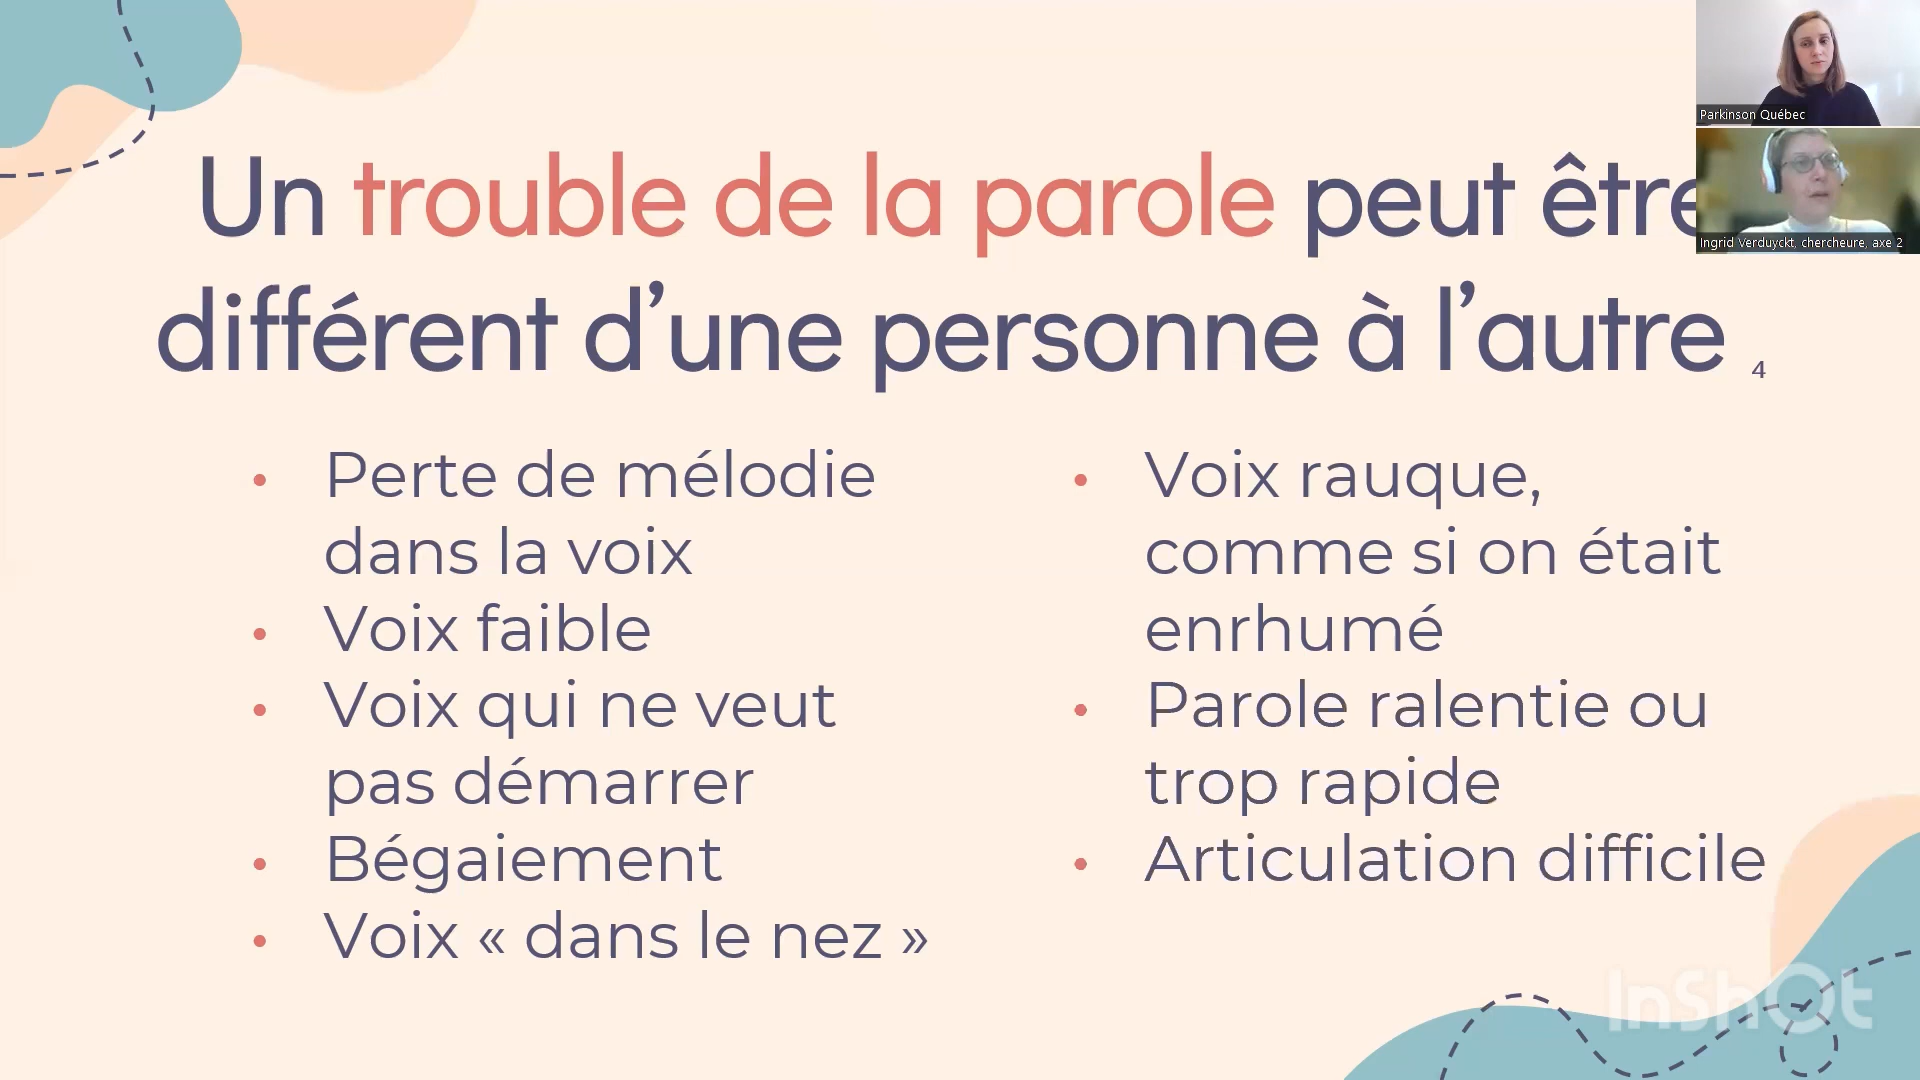 Un trouble de la parole peut être
différent d’une personne à l’autre 4
• Perte de mélodie
dans la voix
• Voix faible
• Voix qui ne veut
pas démarrer
• Bégaiement
• Voix « dans le nez »
• Voix rauque,
comme si on était
enrhumé
• Parole ralentie ou
trop rapide
• Articulation difficile
Parkinson Québec
Ingrid Verduyckt, chercheure, axe 2
InShOt